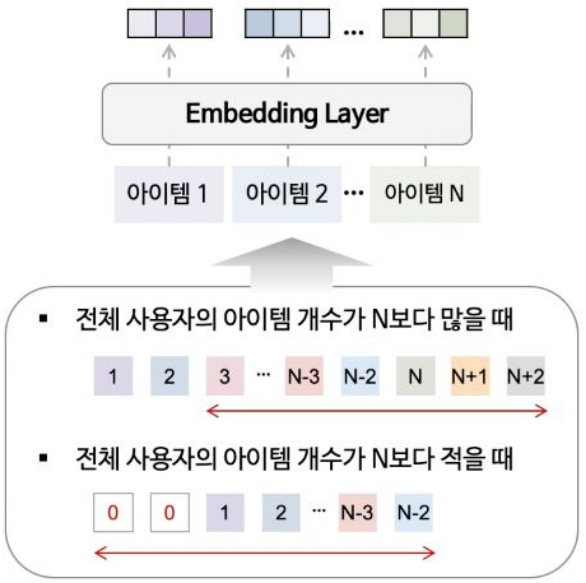 ...
Embedding Layer
아이템 1 아이템 2 ... 아이템 N
▪ 전체 사용자의 아이템 개수가 N보다 많을 때
1 2 3 ... N-3 N-2 N N+1 N+2
▪ 전체 사용자의 아이템 개수가 N보다 적을 때
0 0 1 2 ... N-3 N-2